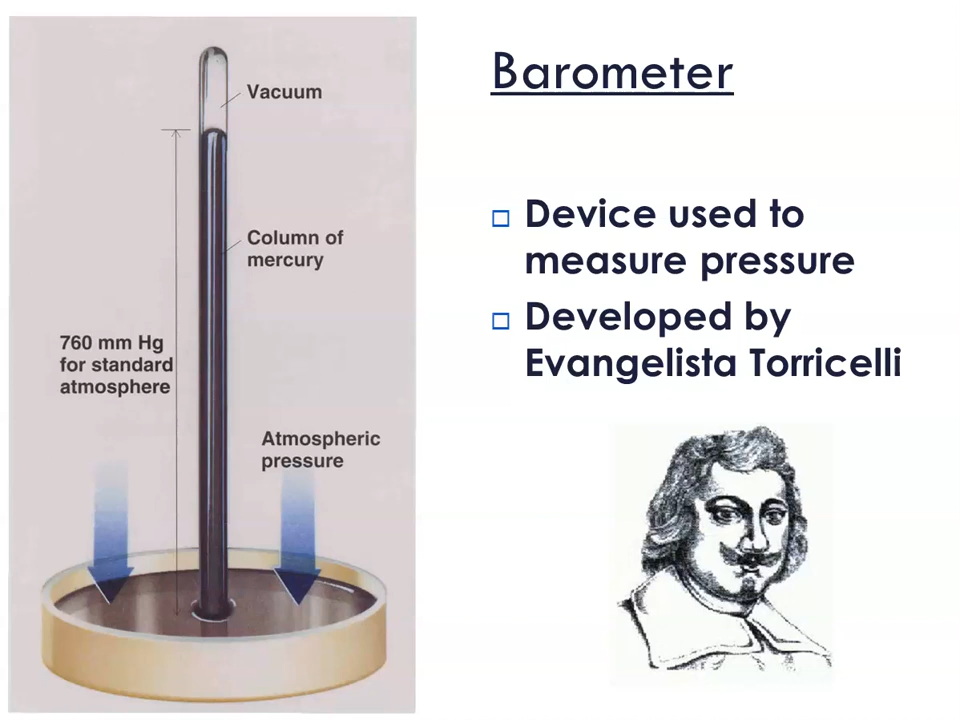 Barometer
Vacuum
Column of
mercury
760 mm Hg
for standard
atmosphere
Atmospheric
pressure
Device used to
measure pressure
Developed by
Evangelista Torricelli